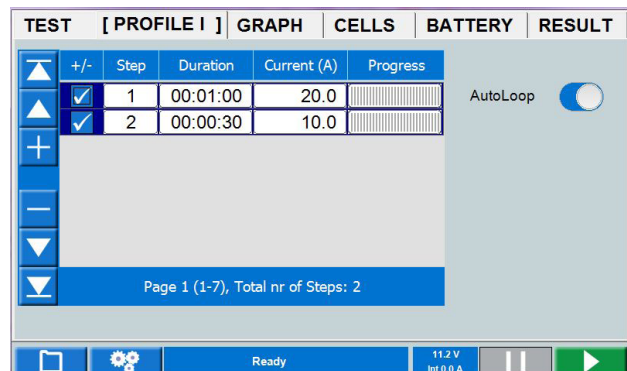 TEST [ PROFILE I ] GRAPH CELLS BATTERY RESULT
+/- Step Duration Current (A) Progress
1 00:01:00 20.0
2 00:00:30 10.0
AutoLoop
Page 1 (1-7), Total nr of Steps: 2
Ready
11.2 V
Int 0.0 A